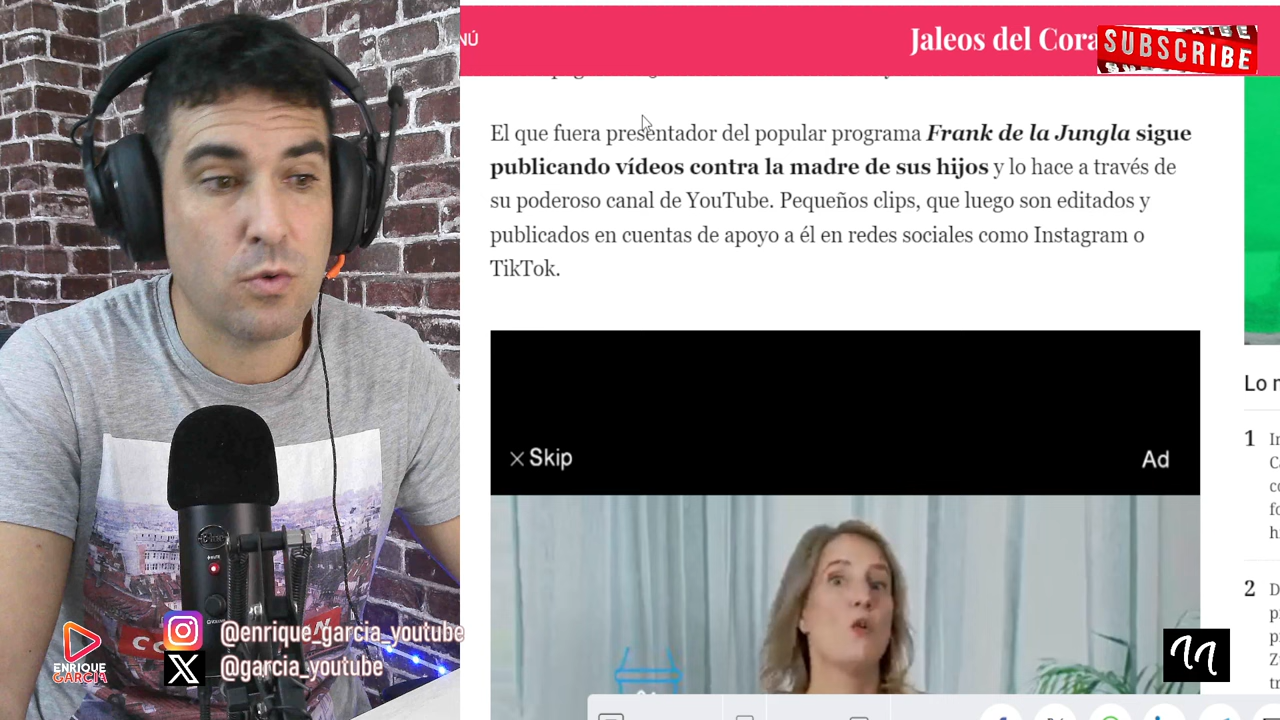 NÚ
Jaleos del Cora
SUBSCRIBE
El que fuera presentador del popular programa Frank de la Jungla sigue
publicando vídeos contra la madre de sus hijos y lo hace a través de
su poderoso canal de YouTube. Pequeños clips, que luego son editados y
publicados en cuentas de apoyo a él en redes sociales como Instagram o
TikTok.
× Skip
Ad
Lo
1
2
@enrique_garcia_youtube
@garcia_youtube
ENRIQUE
GARCIA